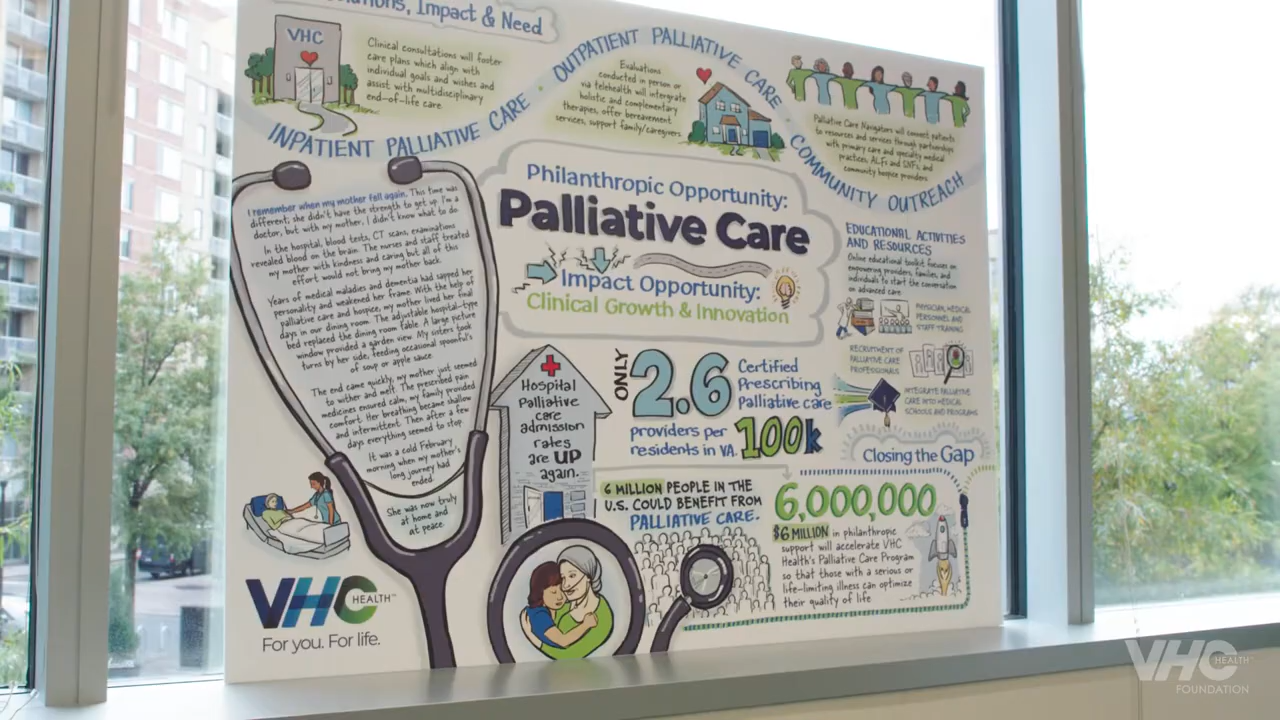 Solutions, Impact & Need
VHC
Clinical consultations will foster
care plans which align with
individual goals and wishes and
assist with multidisciplinary
end-of-life care.
INPATIENT PALLIATIVE CARE · OUTPATIENT PALLIATIVE CARE · COMMUNITY OUTREACH
Evaluations
conducted in person or
via telehealth will intergrate
holistic and complementary
therapies, offer bereavement
services, support family/caregivers.
Palliative Care Navigators will connect patients
to resources and services through partnerships
with primary care and specialty medical
practices, ALFs and SNFs, and
community hospice providers.
I remember when my mother fell again. This time was
different; she didn't have the strength to get up. I'm a
doctor, but with my mother, I didn't know what to do.
In the hospital, blood tests, CT scans, examinations
revealed blood on the brain. The nurses and staff treated
my mother with kindness and caring but all of this
effort would not bring my mother back.
Years of medical maladies and dementia had sapped her
personality and weakened her frame. With the help of
palliative care and hospice, my mother lived her final
days in our dining room. The adjustable hospital-type
bed replaced the dining room table. A large picture
window provided a garden view. My sisters took
turns by her side, feeding occasional spoonfuls
of soup or apple sauce.
The end came quickly, my mother just seemed
to wither and melt. The prescribed pain
medicines ensured calm, my family provided
comfort. Her breathing became shallow
and intermittent. Then after a few
days everything seemed to stop.
It was a cold February
morning when my mother's
long journey had
ended.
She was now truly
at home and
at peace.
Philanthropic Opportunity:
Palliative Care
Impact Opportunity:
Clinical Growth & Innovation
EDUCATIONAL ACTIVITIES
AND RESOURCES
Online educational toolkit focuses on
empowering providers, families, and
individuals to start the conversation
on advanced care
PHYSICIAN, MEDICAL
PERSONNEL AND
STAFF TRAINING
RECRUITMENT OF
PALLIATIVE CARE
PROFESSIONALS
INTEGRATE PALLIATIVE
CARE INTO MEDICAL
SCHOOLS AND PROGRAMS
Hospital
Palliative
care
admission
rates
are UP
again.
ONLY
2.6
Certified
Prescribing
Palliative care
providers per
100k
residents in VA.
6 MILLION PEOPLE IN THE
U.S. COULD BENEFIT FROM
PALLIATIVE CARE.
Closing the Gap
6,000,000
$6 MILLION in philanthropic
support will accelerate VHC
Health's Palliative Care Program
so that those with a serious or
life-limiting illness can optimize
their quality of life
VHC HEALTH™
For you. For life.
VHC HEALTH™
FOUNDATION